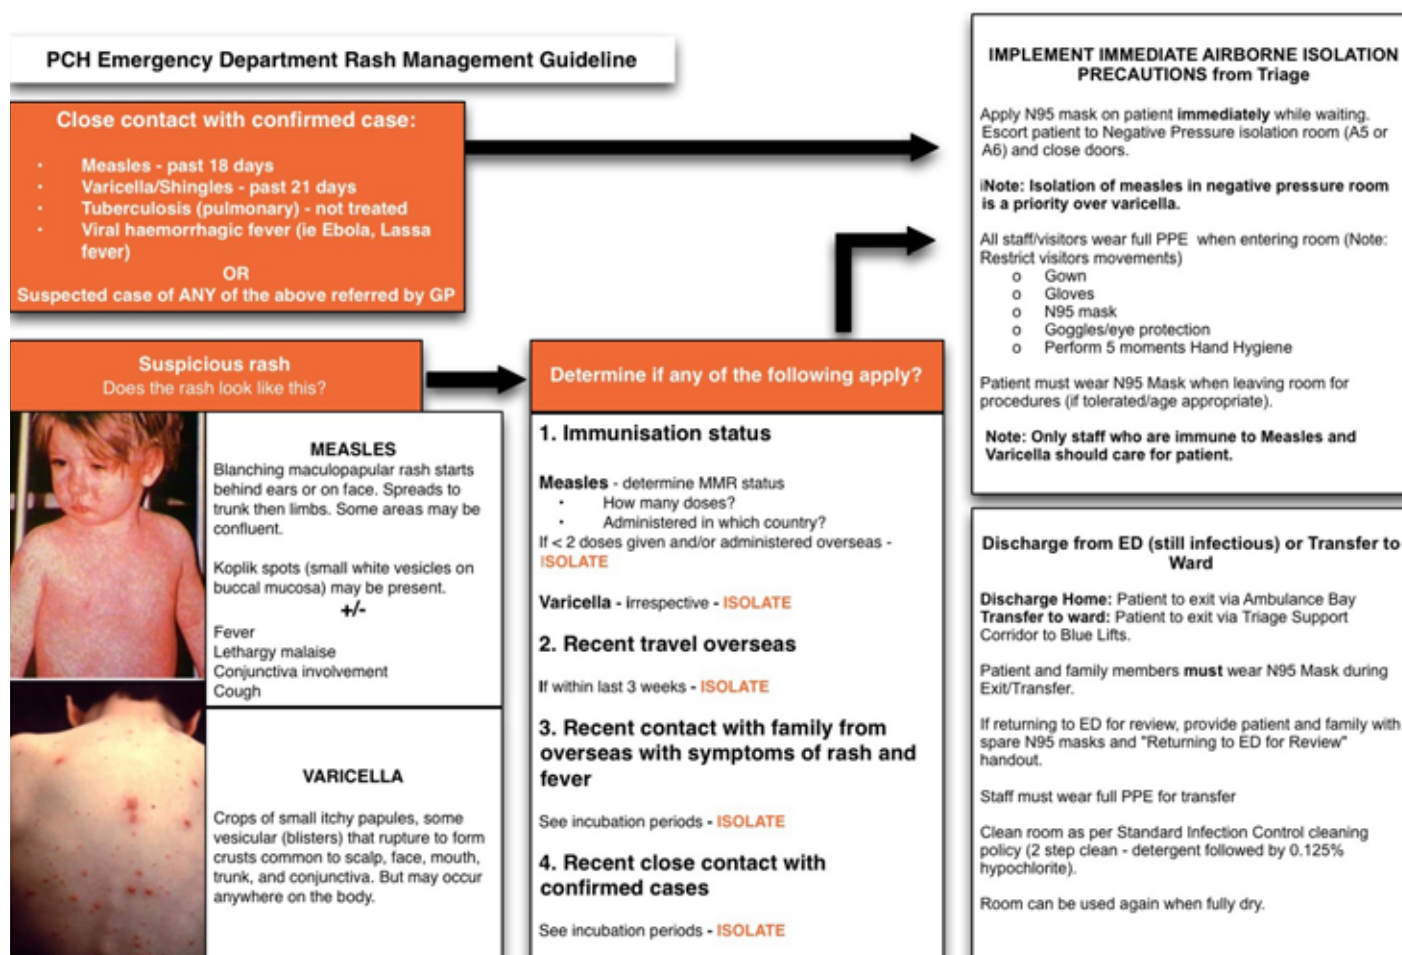 PCH Emergency Department Rash Management Guideline
Close contact with confirmed case:
· Measles - past 18 days
· Varicella/Shingles - past 21 days
· Tuberculosis (pulmonary) - not treated
· Viral haemorrhagic fever (ie Ebola, Lassa
fever)
OR
Suspected case of ANY of the above referred by GP
Suspicious rash
Does the rash look like this?
MEASLES
Blanching maculopapular rash starts
behind ears or on face. Spreads to
trunk then limbs. Some areas may be
confluent.
Koplik spots (small white vesicles on
buccal mucosa) may be present.
+/-
Fever
Lethargy malaise
Conjunctiva involvement
Cough
VARICELLA
Crops of small itchy papules, some
vesicular (blisters) that rupture to form
crusts common to scalp, face, mouth,
trunk, and conjunctiva. But may occur
anywhere on the body.
Determine if any of the following apply?
1. Immunisation status
Measles - determine MMR status
· How many doses?
· Administered in which country?
If < 2 doses given and/or administered overseas -
ISOLATE
Varicella - irrespective - ISOLATE
2. Recent travel overseas
If within last 3 weeks - ISOLATE
3. Recent contact with family from
overseas with symptoms of rash and
fever
See incubation periods - ISOLATE
4. Recent close contact with
confirmed cases
See incubation periods - ISOLATE
IMPLEMENT IMMEDIATE AIRBORNE ISOLATION
PRECAUTIONS from Triage
Apply N95 mask on patient immediately while waiting.
Escort patient to Negative Pressure isolation room (A5 or
A6) and close doors.
iNote: Isolation of measles in negative pressure room
is a priority over varicella.
All staff/visitors wear full PPE when entering room (Note:
Restrict visitors movements)
o Gown
o Gloves
o N95 mask
o Goggles/eye protection
o Perform 5 moments Hand Hygiene
Patient must wear N95 Mask when leaving room for
procedures (if tolerated/age appropriate).
Note: Only staff who are immune to Measles and
Varicella should care for patient.
Discharge from ED (still infectious) or Transfer to
Ward
Discharge Home: Patient to exit via Ambulance Bay
Transfer to ward: Patient to exit via Triage Support
Corridor to Blue Lifts.
Patient and family members must wear N95 Mask during
Exit/Transfer.
If returning to ED for review, provide patient and family with
spare N95 masks and "Returning to ED for Review"
handout.
Staff must wear full PPE for transfer
Clean room as per Standard Infection Control cleaning
policy (2 step clean - detergent followed by 0.125%
hypochlorite).
Room can be used again when fully dry.